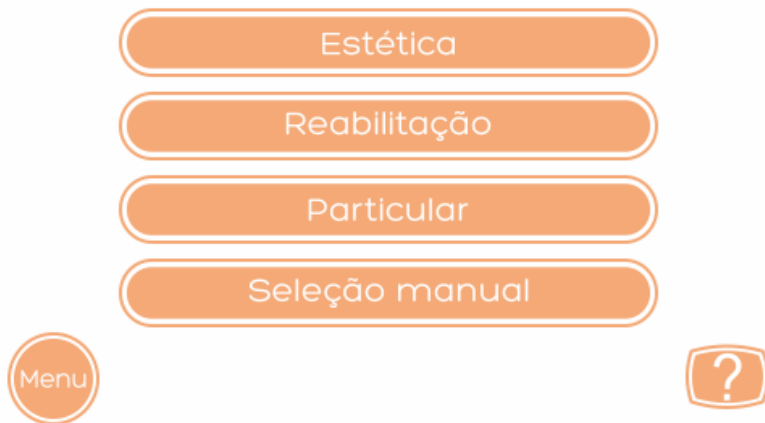 Estética
Reabilitação
Particular
Seleção manual
Menu
?